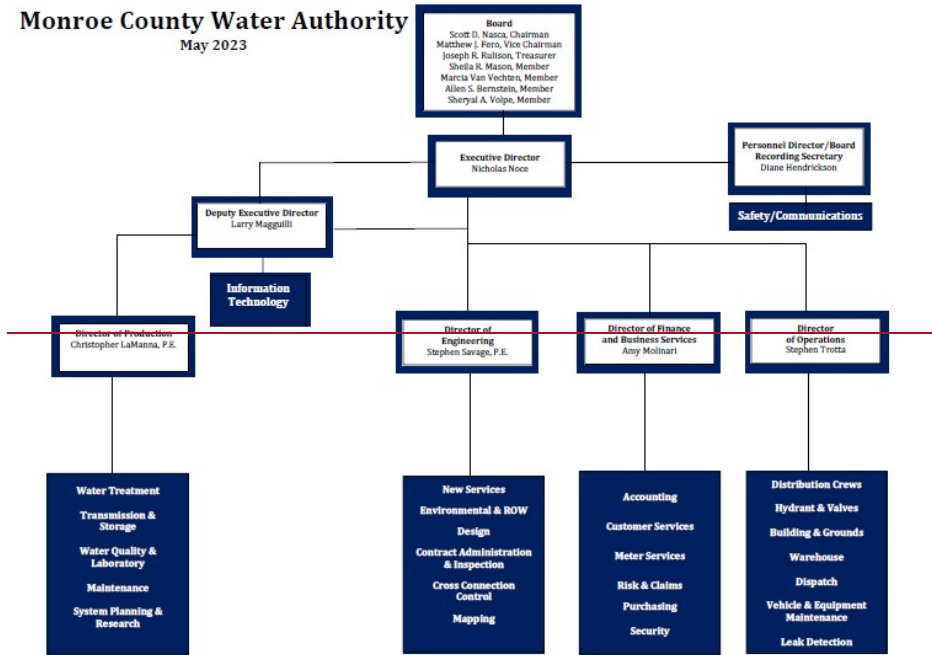 Monroe County Water Authority
May 2023
Board
Scott D. Nasca, Chairman
Matthew J. Fero, Vice Chairman
Joseph R. Rulison, Treasurer
Sheila R. Mason, Member
Marcia Van Vechten, Member
Allen S. Bernstein, Member
Sheryal A. Volpe, Member
Executive Director
Nicholas Noce
Personnel Director/Board
Recording Secretary
Diane Hendrickson
Safety/Communications
Deputy Executive Director
Larry Magguilli
Information
Technology
Director of Production
Christopher LaManna, P.E.
Director of
Engineering
Stephen Savage, P.E.
Director of Finance
and Business Services
Amy Molinari
Director
of Operations
Stephen Trotta
Water Treatment
Transmission &
Storage
Water Quality &
Laboratory
Maintenance
System Planning &
Research
New Services
Environmental & ROW
Design
Contract Administration
& Inspection
Cross Connection
Control
Mapping
Accounting
Customer Services
Meter Services
Risk & Claims
Purchasing
Security
Distribution Crews
Hydrant & Valves
Building & Grounds
Warehouse
Dispatch
Vehicle & Equipment
Maintenance
Leak Detection